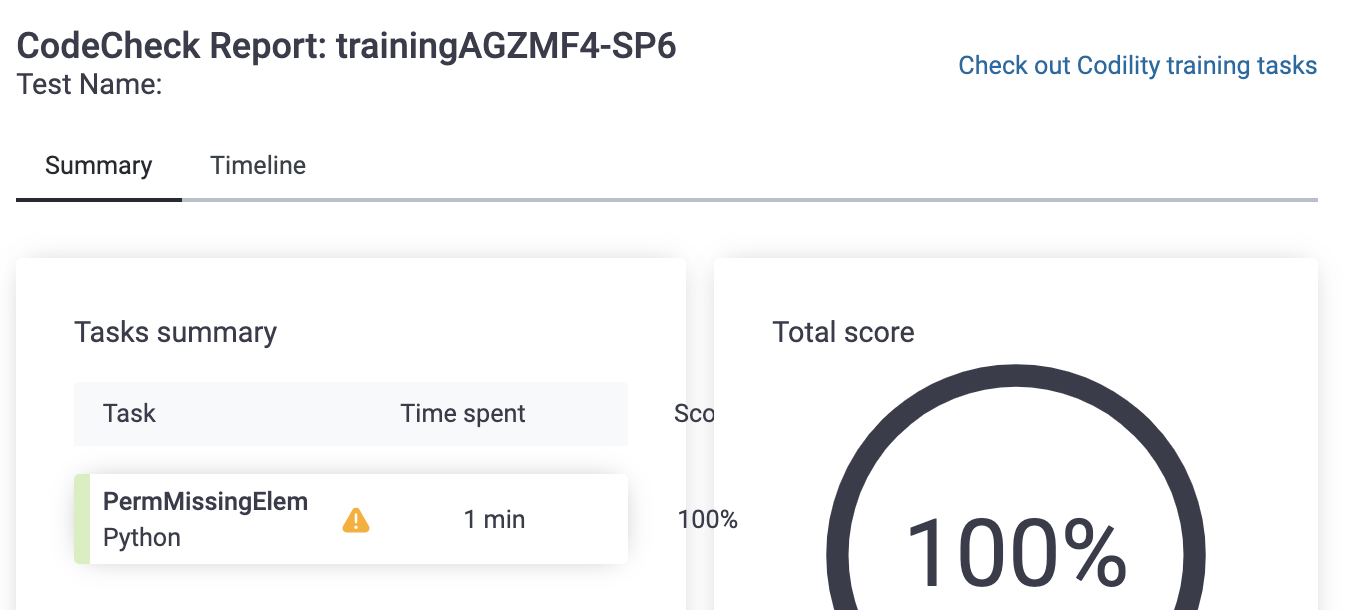 CodeCheck Report: trainingAGZMF4-SP6
Test Name:
Check out Codility training tasks
Summary
Timeline
Tasks summary
Task Time spent Sco
PermMissingElem
Python
1 min
100%
Total score
100%